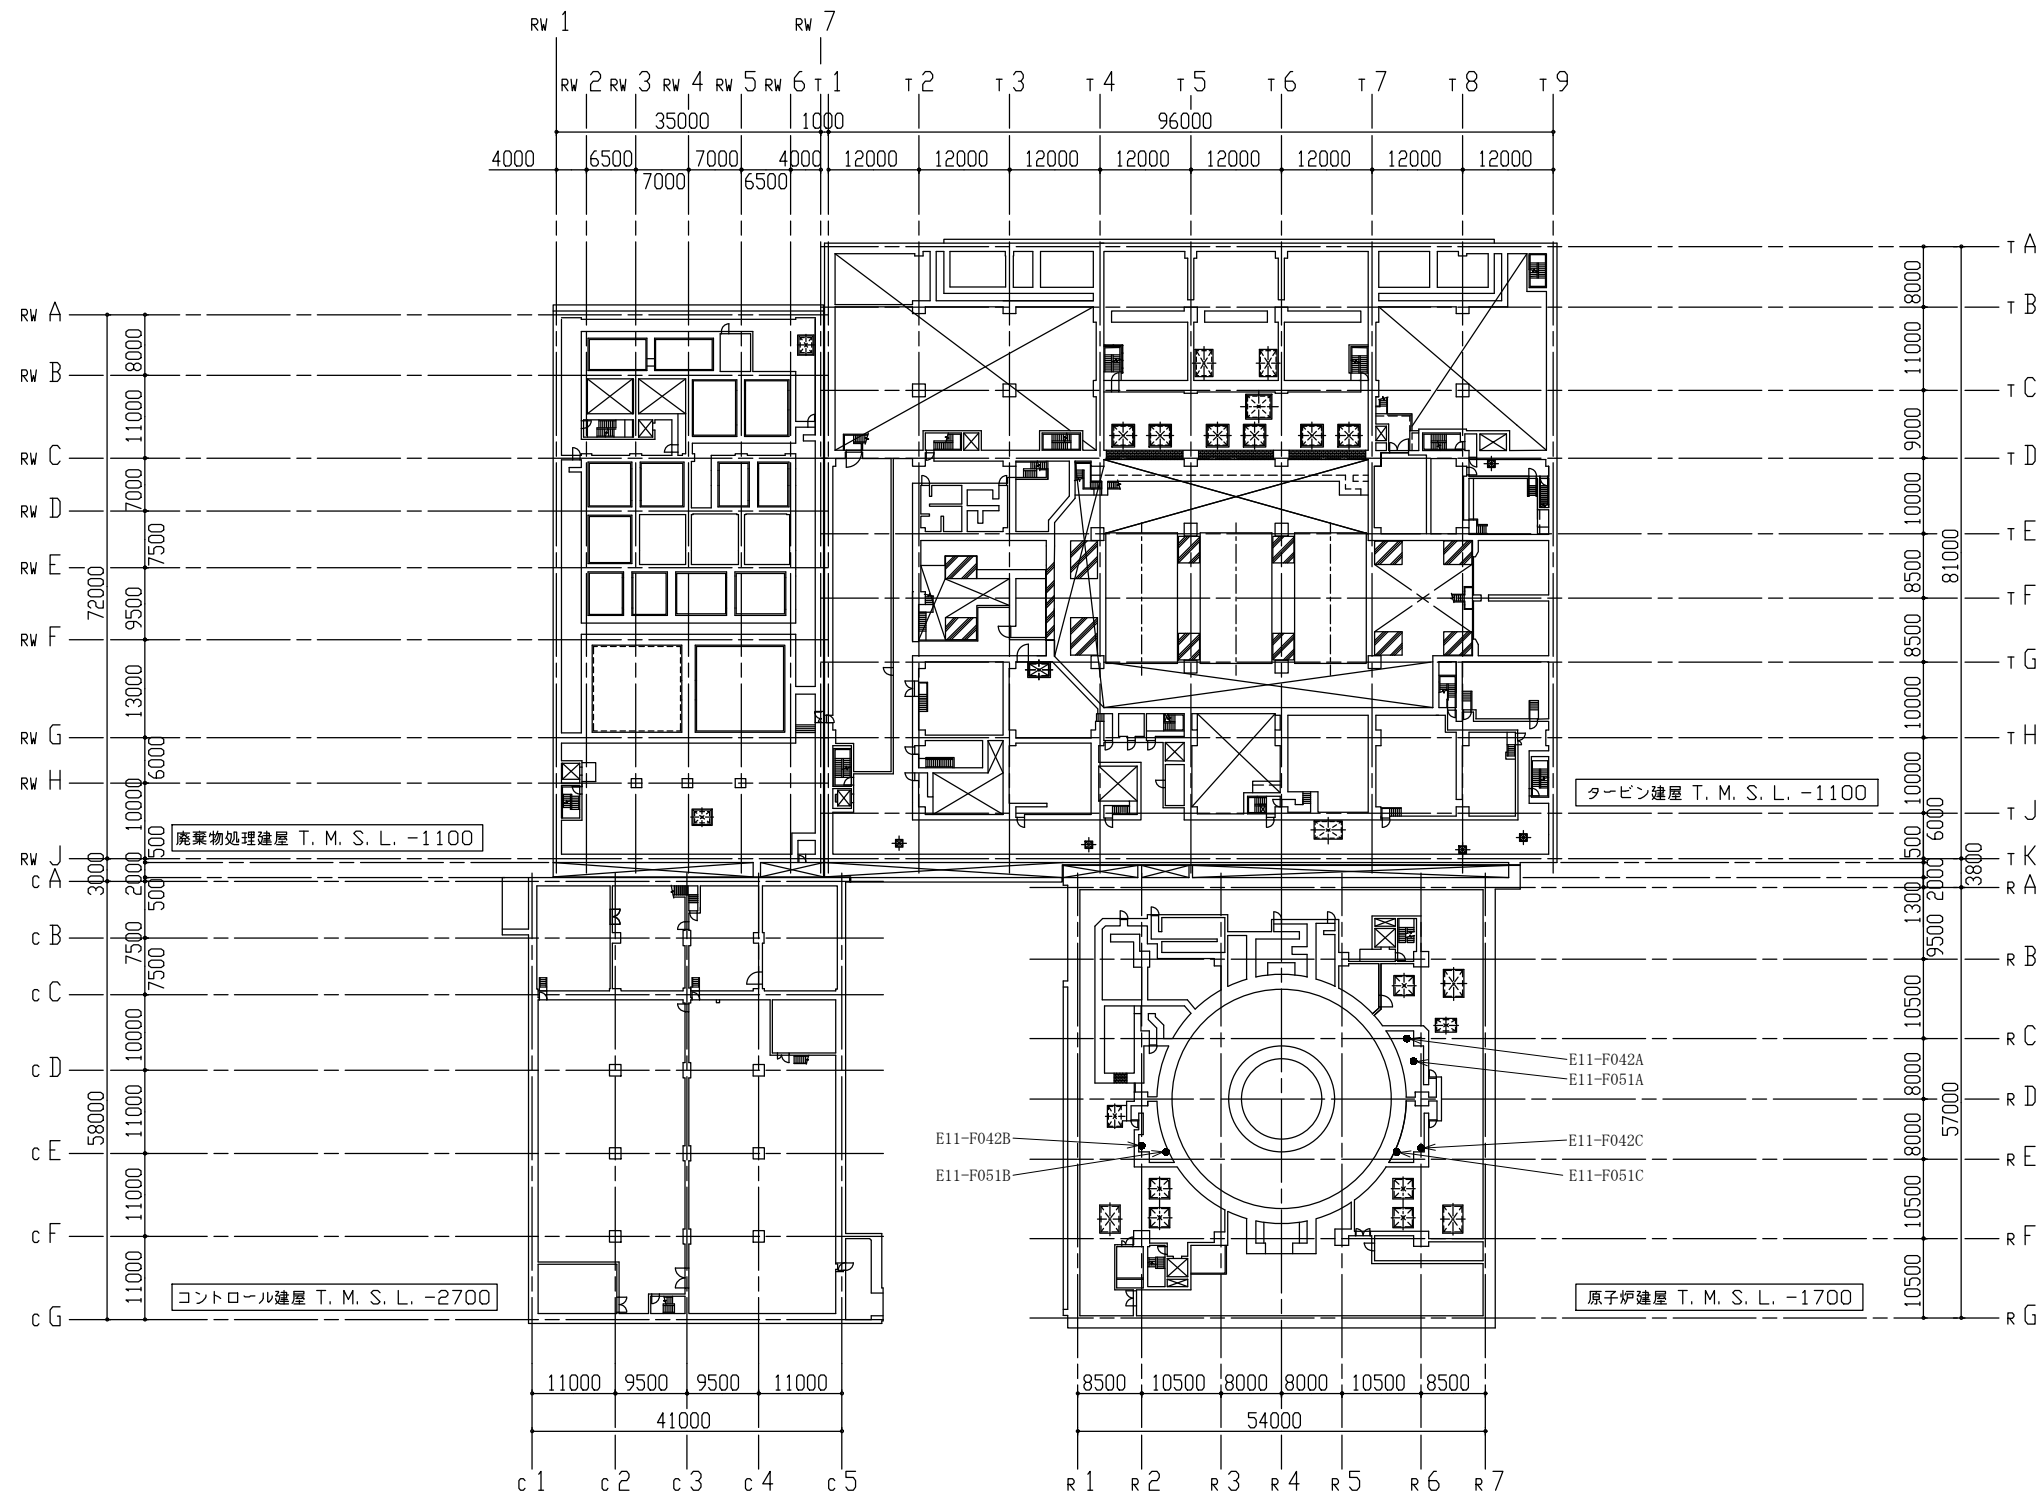 RW 1
RW 7
RW 2 RW 3 RW 4 RW 5 RW 6 T 1 T 2 T 3 T 4 T 5 T 6 T 7 T 8 T 9
35000 1000 96000
4000 6500 7000 4000 12000 12000 12000 12000 12000 12000 12000 12000
7000 6500
RW A
RW B
RW C
RW D
RW E
RW F
RW G
RW H
RW J
C A
C B
C C
C D
C E
C F
C G
8000
11000
7000
7500
9500
13000
6000
10000
500
72000
3000
2000
500
7500
7500
10000
11000
11000
11000
58000
T A
T B
T C
T D
T E
T F
T G
T H
T J
T K
R A
R B
R C
R D
R E
R F
R G
8000
11000
9000
10000
8500
8500
10000
10000
6000
500
81000
3800
2000
1300
9500
10500
8000
8000
10500
10500
57000
タービン建屋 T. M. S. L. -1100
廃棄物処理建屋 T. M. S. L. -1100
E11-F042A
E11-F051A
E11-F042B
E11-F042C
E11-F051B
E11-F051C
コントロール建屋 T. M. S. L. -2700
原子炉建屋 T. M. S. L. -1700
11000 9500 9500 11000
41000
8500 10500 8000 8000 10500 8500
54000
C 1 C 2 C 3 C 4 C 5
R 1 R 2 R 3 R 4 R 5 R 6 R 7